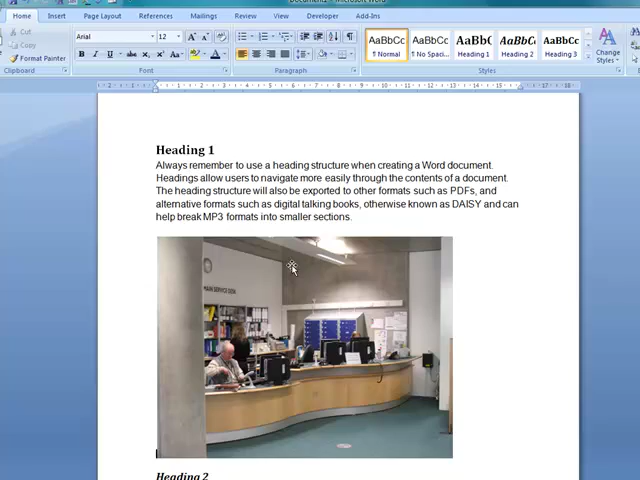 Home Insert Page Layout References Mailings Review View Developer Add-Ins
Cut
Copy
Format Painter
Clipboard
Arial 12
Font
Paragraph
AaBbCc AaBbCc AaBbC AaBbCc AaBbCc
¶ Normal ¶ No Spaci... Heading 1 Heading 2 Heading 3
Change
Styles
Styles
Heading 1
Always remember to use a heading structure when creating a Word document.
Headings allow users to navigate more easily through the contents of a document.
The heading structure will also be exported to other formats such as PDFs, and
alternative formats such as digital talking books, otherwise known as DAISY and can
help break MP3 formats into smaller sections.
MAIN SERVICE DESK
Heading 2